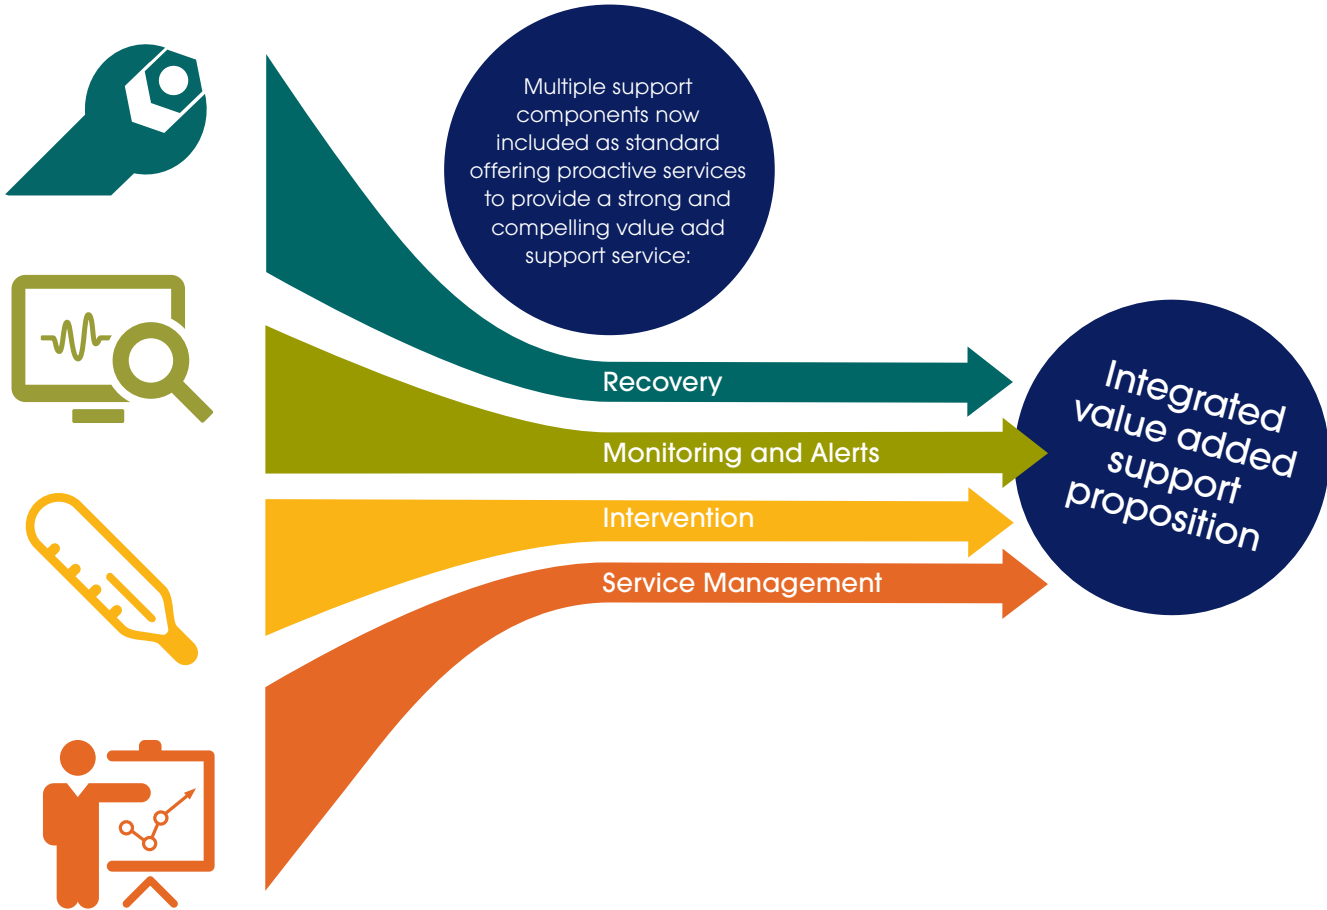 Multiple support
components now
included as standard
offering proactive services
to provide a strong and
compelling value add
support service:
Recovery
Monitoring and Alerts
Intervention
Service Management
Integrated
value added
support
proposition